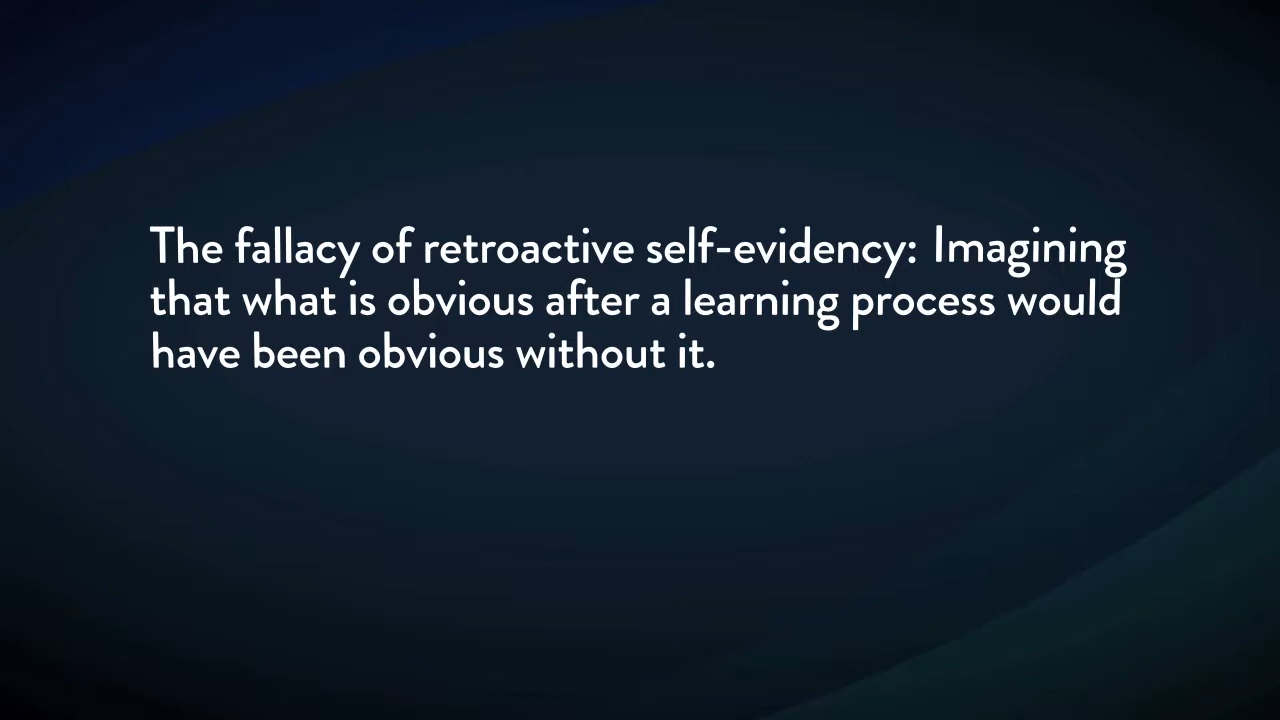 The fallacy of retroactive self-evidency: Imagining
that what is obvious after a learning process would
have been obvious without it.